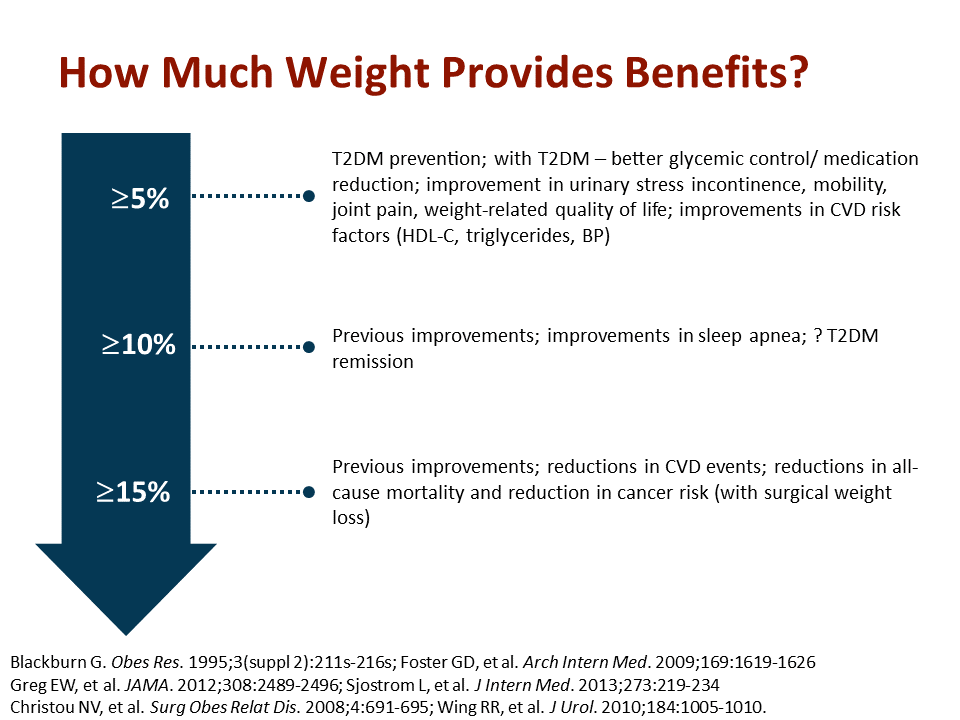 How Much Weight Provides Benefits?
≥5%
T2DM prevention; with T2DM – better glycemic control/ medication
reduction; improvement in urinary stress incontinence, mobility,
joint pain, weight-related quality of life; improvements in CVD risk
factors (HDL-C, triglycerides, BP)
≥10%
Previous improvements; improvements in sleep apnea; ? T2DM
remission
≥15%
Previous improvements; reductions in CVD events; reductions in all-
cause mortality and reduction in cancer risk (with surgical weight
loss)
Blackburn G. Obes Res. 1995;3(suppl 2):211s-216s; Foster GD, et al. Arch Intern Med. 2009;169:1619-1626
Greg EW, et al. JAMA. 2012;308:2489-2496; Sjostrom L, et al. J Intern Med. 2013;273:219-234
Christou NV, et al. Surg Obes Relat Dis. 2008;4:691-695; Wing RR, et al. J Urol. 2010;184:1005-1010.